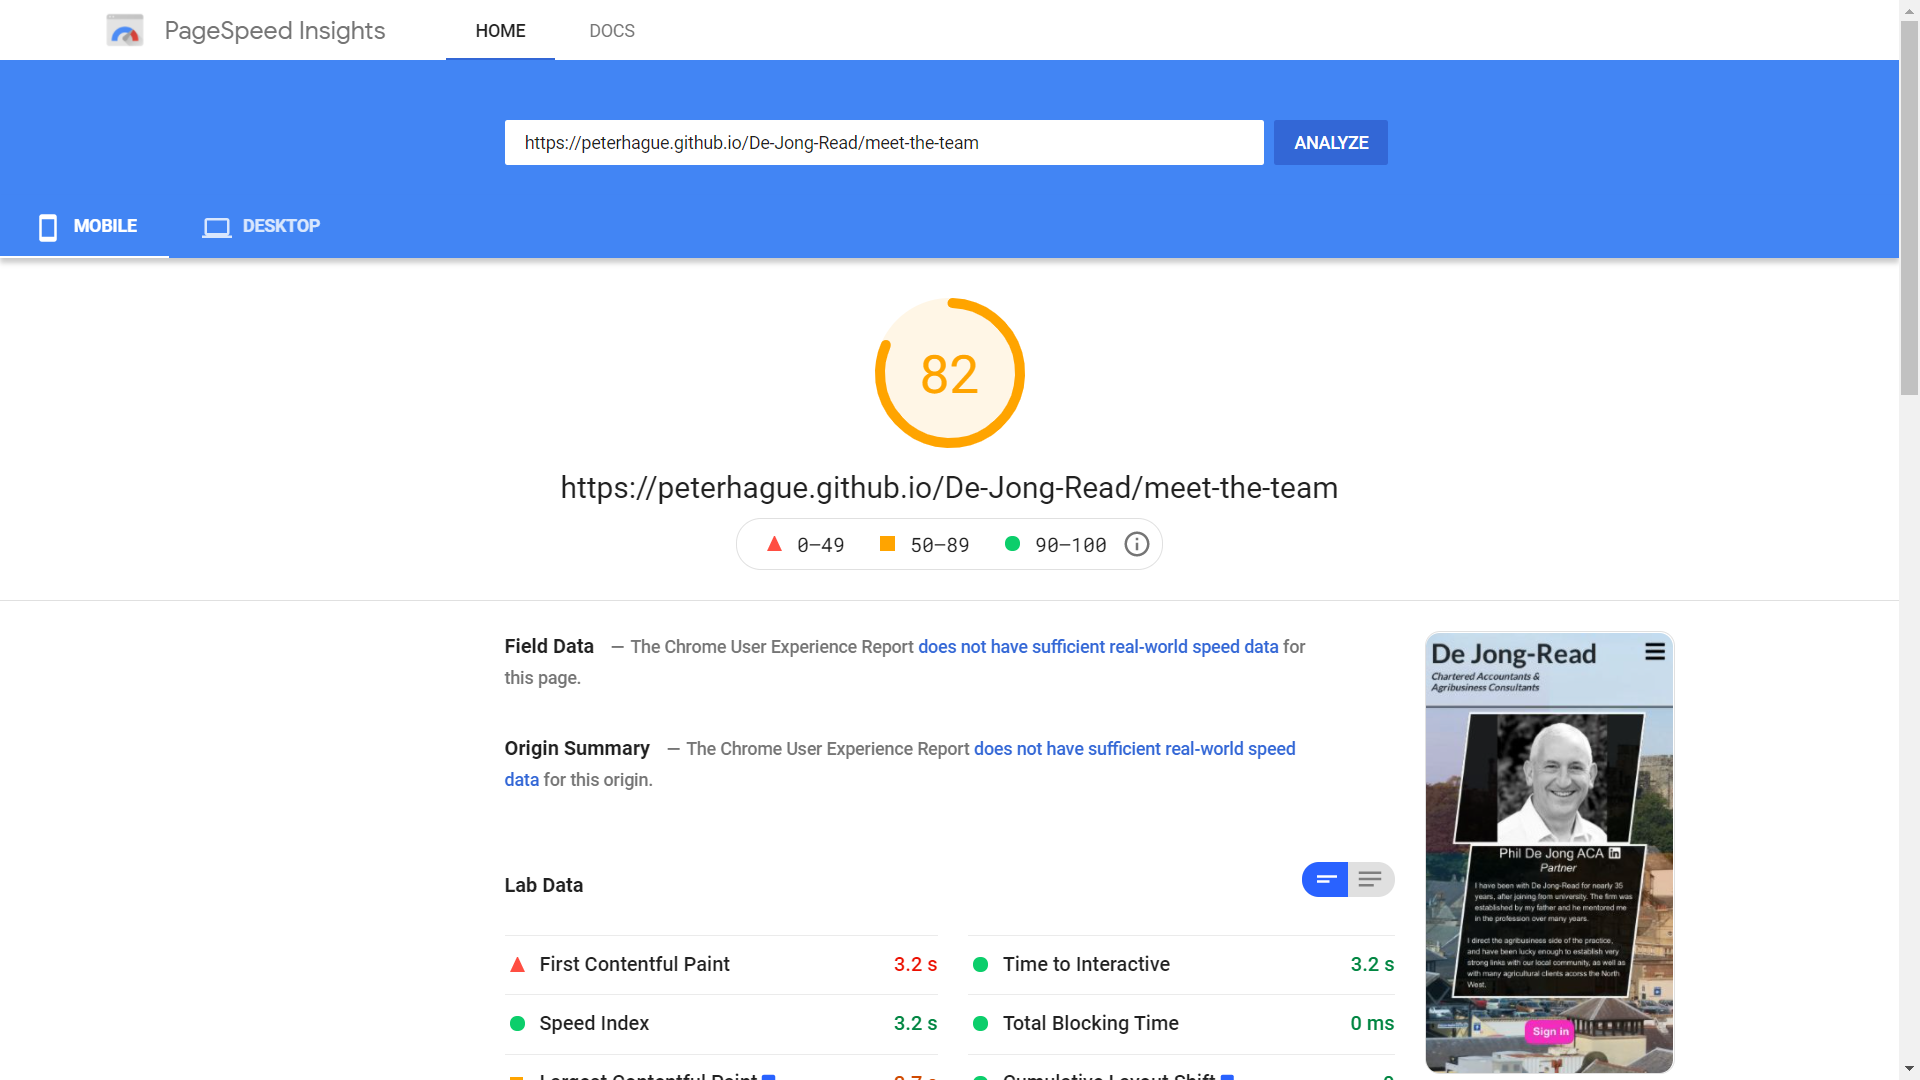 PageSpeed Insights
HOME
DOCS
https://peterhague.github.io/De-Jong-Read/meet-the-team
ANALYZE
MOBILE
DESKTOP
82
https://peterhague.github.io/De-Jong-Read/meet-the-team
0–49
50–89
90–100
Field Data — The Chrome User Experience Report does not have sufficient real-world speed data for
this page.
Origin Summary — The Chrome User Experience Report does not have sufficient real-world speed
data for this origin.
Lab Data
First Contentful Paint 3.2 s
Time to Interactive 3.2 s
Speed Index 3.2 s
Total Blocking Time 0 ms
Largest Contentful Paint
Cumulative Layout Shift
De Jong-Read
Chartered Accountants &
Agribusiness Consultants
Phil De Jong ACA in
Partner
I have been with De Jong-Read for nearly 35
years, after joining from university. The firm was
established by my father and he mentored me
in the profession over many years.
I direct the agribusiness side of the practice,
and have been lucky enough to establish very
strong links with our local community, as well as
with many agricultural clients acorss the North
West.
Sign in